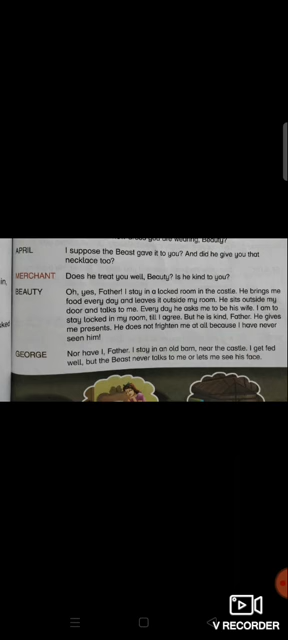 you are wearing, Beauty?
APRIL I suppose the Beast gave it to you? And did he give you that
necklace too?
MERCHANT Does he treat you well, Beauty? Is he kind to you?
in,
BEAUTY Oh, yes, Father! I stay in a locked room in the castle. He brings me
food every day and leaves it outside my room. He sits outside my
door and talks to me. Every day he asks me to be his wife. I am to
stay locked in my room, till I agree. But he is kind, Father. He gives
me presents. He does not frighten me at all because I have never
seen him!
GEORGE Nor have I, Father. I stay in an old barn, near the castle. I get fed
well, but the Beast never talks to me or lets me see his face.
V RECORDER